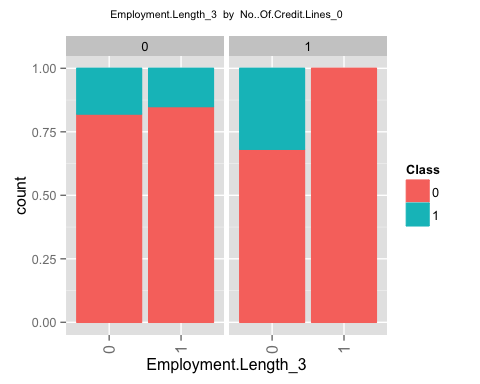 Employment.Length_3 by No..Of.Credit.Lines_0
0 1
1.00
0.75
0.50
0.25
0.00
count
0 1 0 1
Employment.Length_3
Class
0
1